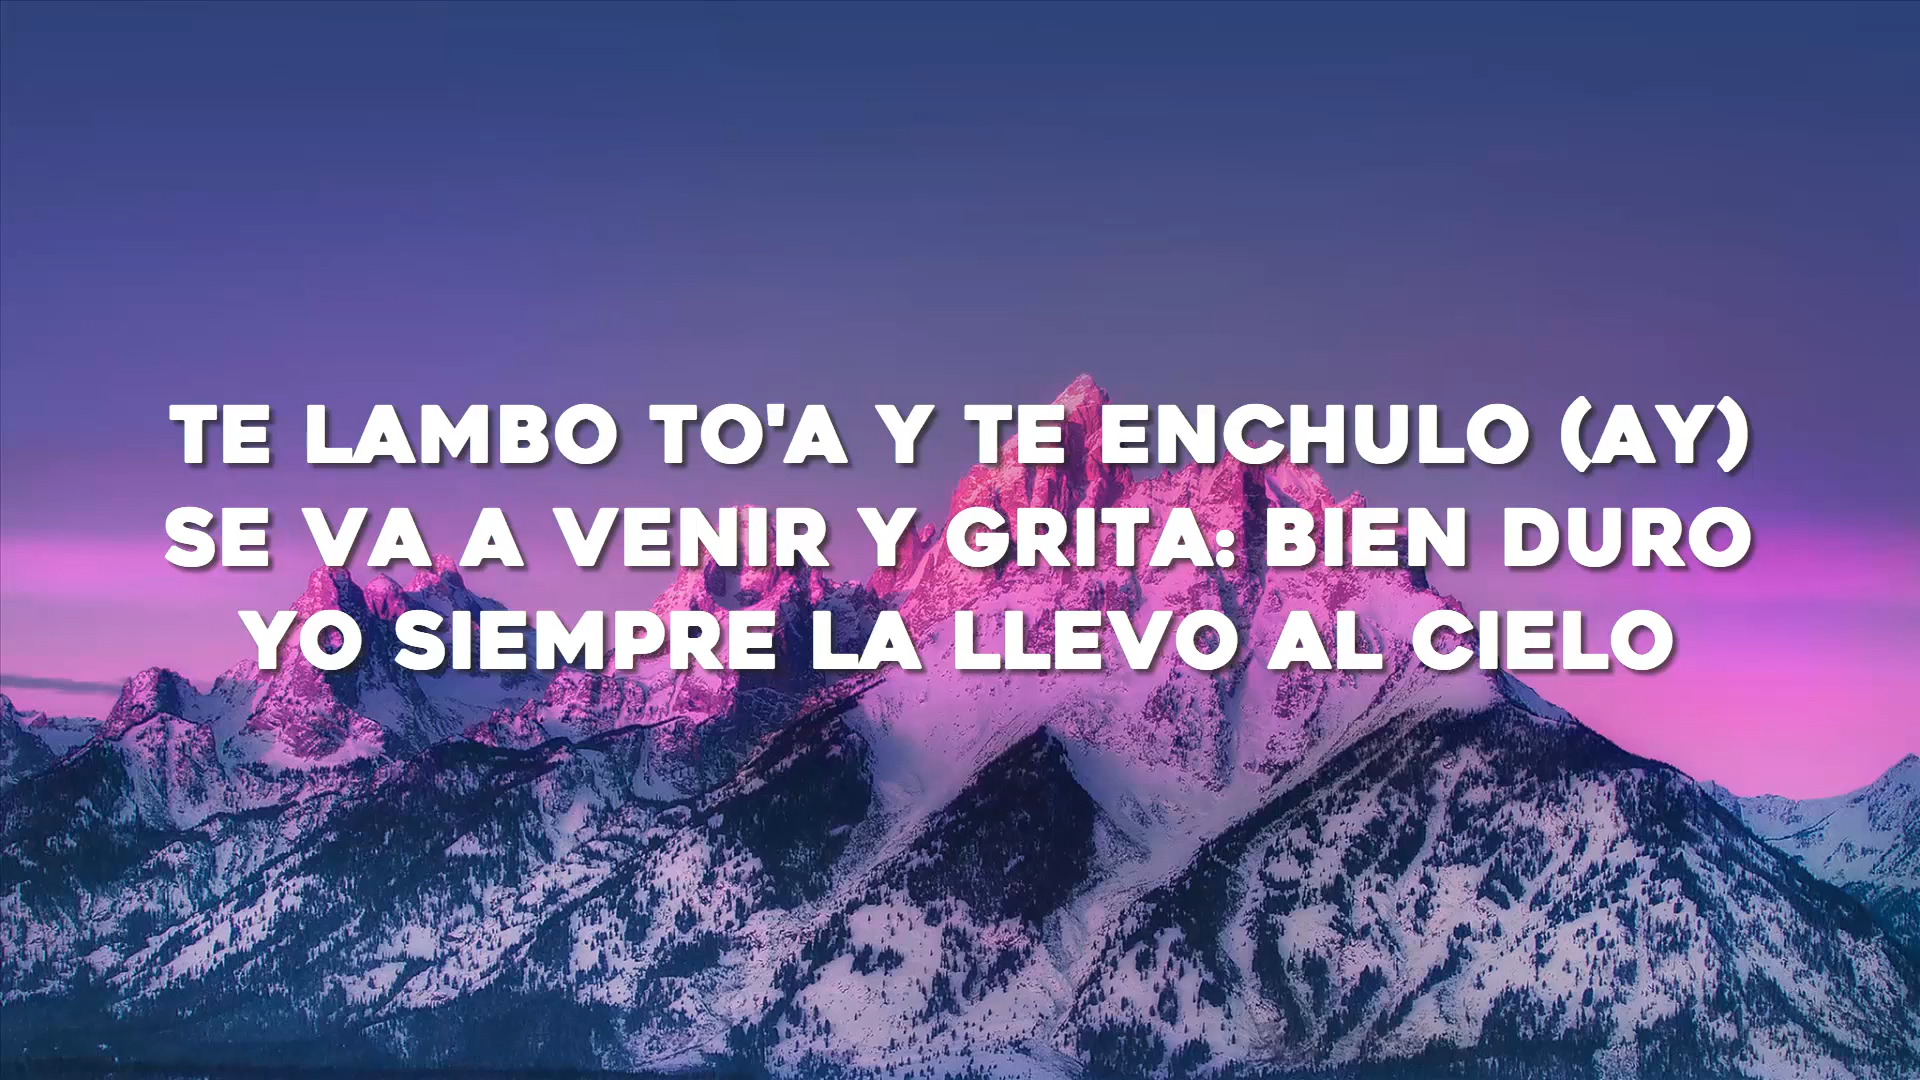 TE LAMBO TO'A Y TE ENCHULO (AY)
SE VA A VENIR Y GRITA: BIEN DURO
YO SIEMPRE LA LLEVO AL CIELO